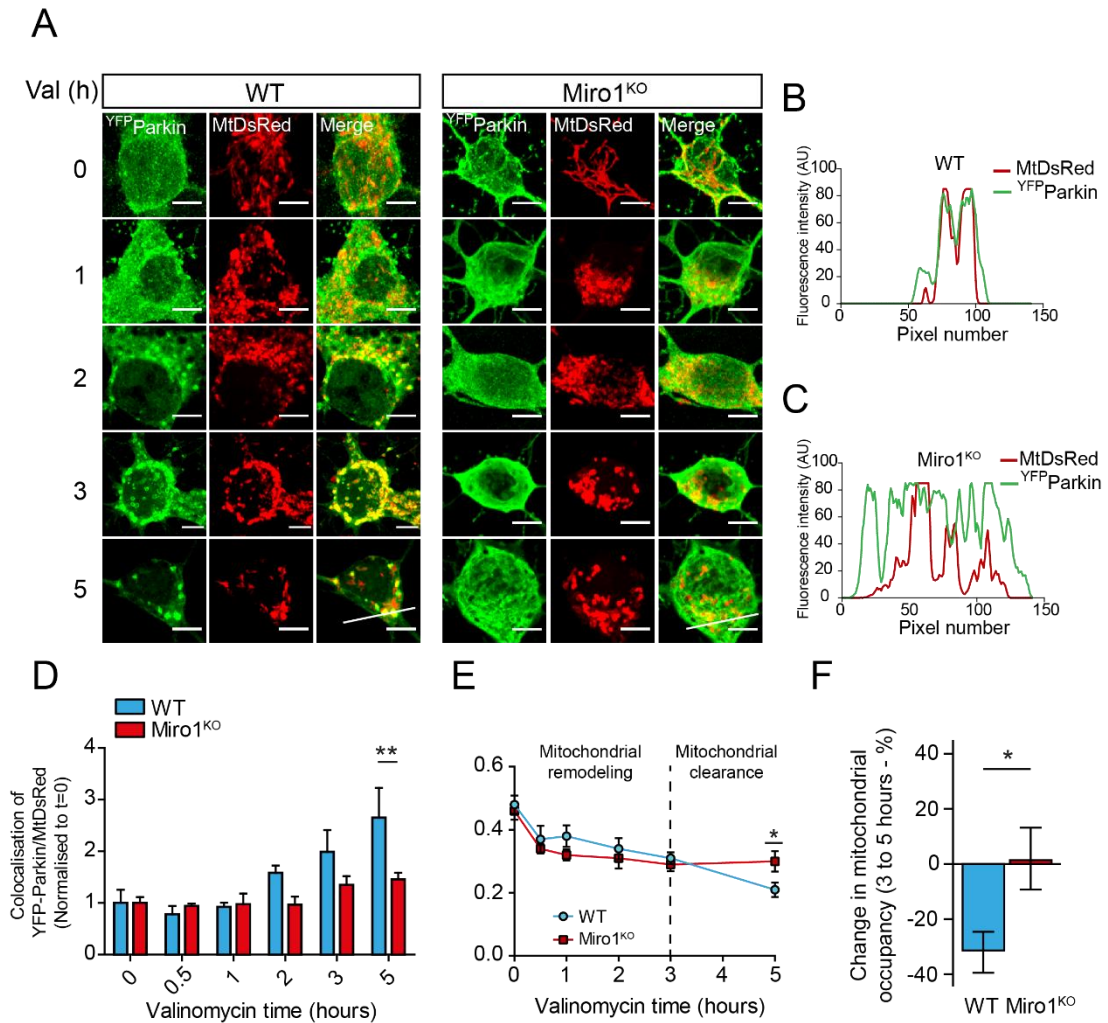 A
Val (h)
WT
Miro1KO
YFPParkin MtDsRed Merge
YFPParkin MtDsRed Merge
0
1
2
3
5
B
WT
MtDsRed
YFPParkin
Fluorescence intensity (AU)
100
80
60
40
20
0
0 50 100 150
Pixel number
C
Miro1KO
MtDsRed
YFPParkin
Fluorescence intensity (AU)
100
80
60
40
20
0
0 50 100 150
Pixel number
D
WT
Miro1KO
Colocalisation of
YFP-Parkin/MtDsRed
(Normalised to t=0)
4
3
2
1
0
**
0 0.5 1 2 3 5
Valinomycin time (hours)
E
Mitochondrial
remodeling
Mitochondrial
clearance
0.6
0.4
0.2
0.0
*
WT
Miro1KO
0 1 2 3 4 5
Valinomycin time (hours)
F
Change in mitochondrial
occupancy (3 to 5 hours - %)
40
20
0
-20
-40
*
WT Miro1KO